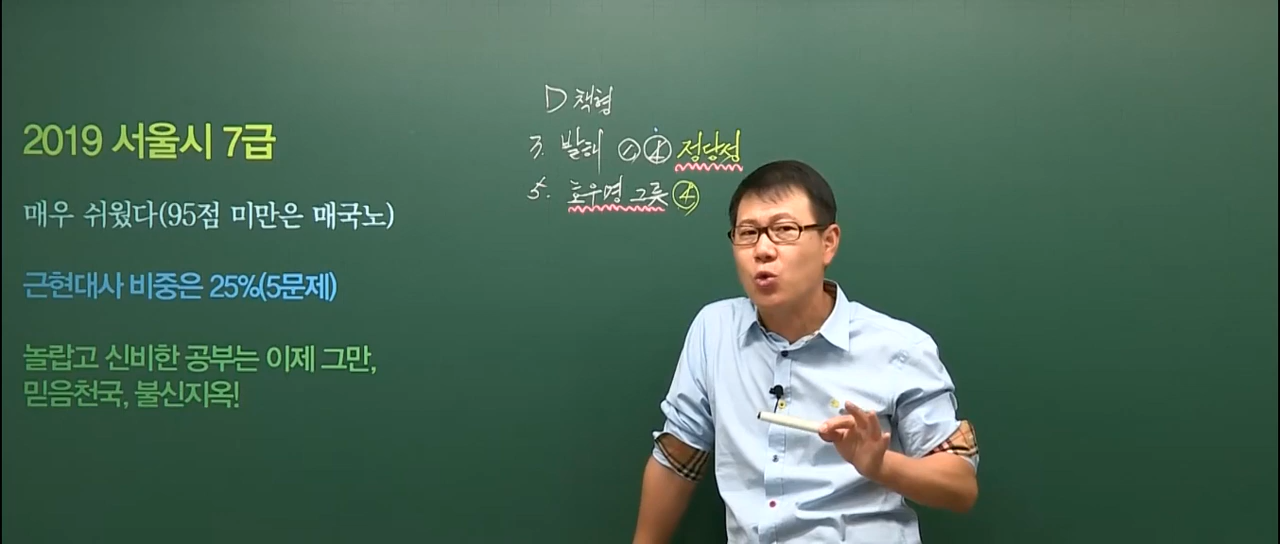 2019 서울시 7급
매우 쉬웠다(95점 미만은 매국노)
근현대사 비중은 25%(5문제)
놀랍고 신비한 공부는 이제 그만,
믿음천국, 불신지옥!
D 책형
3. 발해 ④ 정당성
5. 호우명 그릇 ④